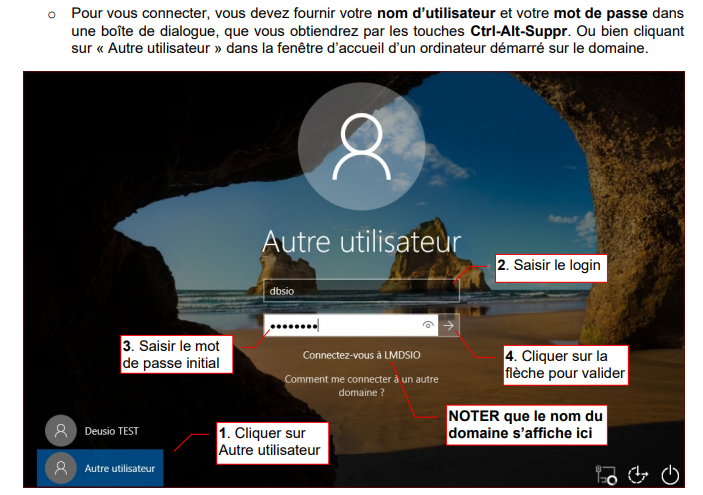 o Pour vous connecter, vous devez fournir votre nom d’utilisateur et votre mot de passe dans
une boîte de dialogue, que vous obtiendrez par les touches Ctrl-Alt-Suppr. Ou bien cliquant
sur « Autre utilisateur » dans la fenêtre d’accueil d’un ordinateur démarré sur le domaine.
Autre utilisateur
2. Saisir le login
dbsio
3. Saisir le mot
de passe initial
Connectez-vous à LMDSIO
4. Cliquer sur la
flèche pour valider
Comment me connecter à un autre
domaine ?
NOTER que le nom du
domaine s’affiche ici
Deusio TEST
1. Cliquer sur
Autre utilisateur
Autre utilisateur